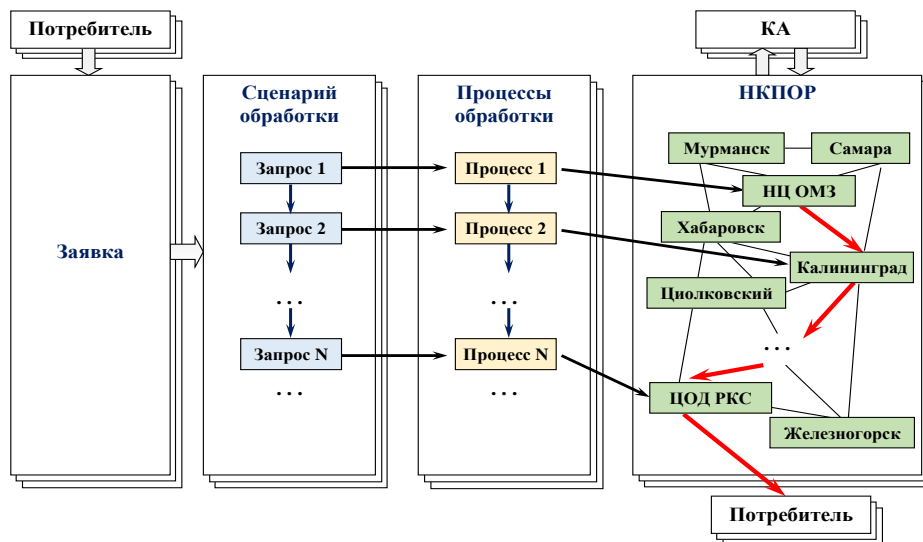 Потребитель
КА
Заявка
Сценарий
обработки
Запрос 1
Запрос 2
...
Запрос N
...
Процессы
обработки
Процесс 1
Процесс 2
...
Процесс N
...
НКПОР
Мурманск
Самара
НЦ ОМЗ
Хабаровск
Калининград
Циолковский
...
ЦОД РКС
Железногорск
Потребитель